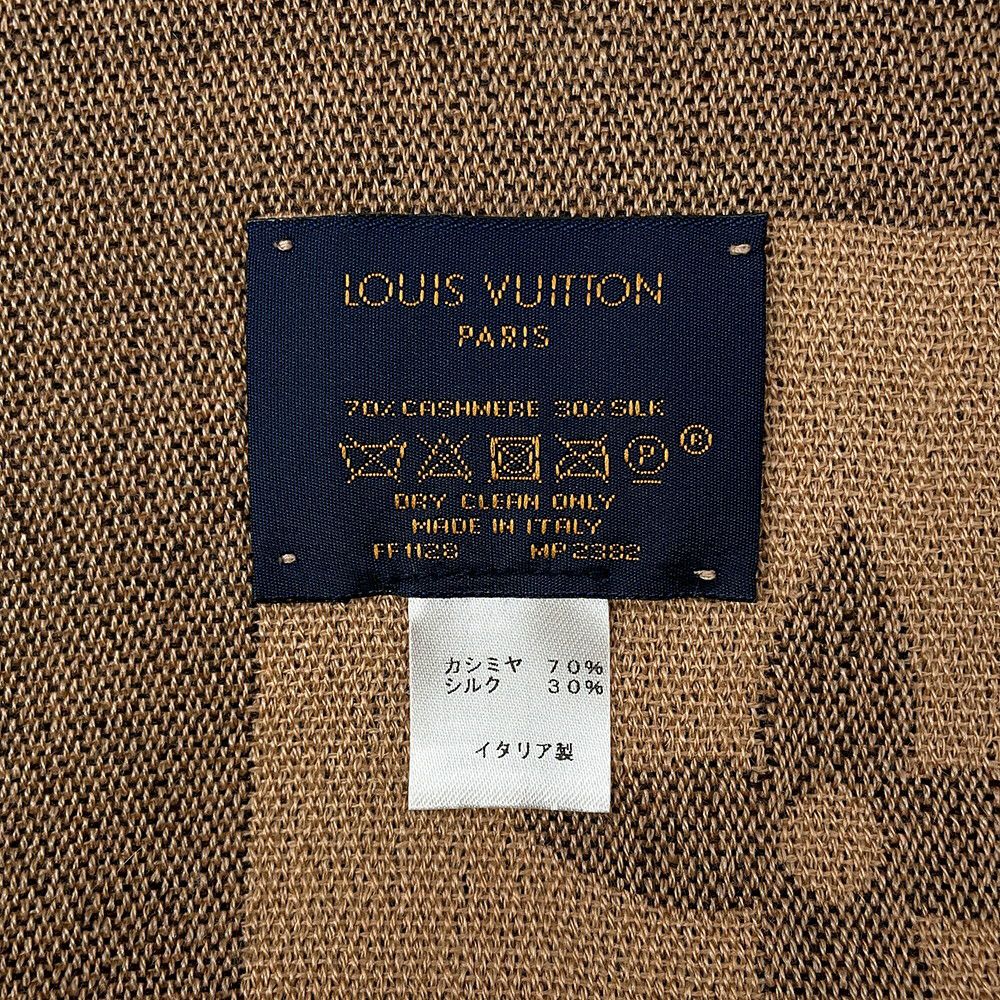 LOUIS VUITTON
PARIS
70% CASHMERE 30% SILK
P ®
DRY CLEAN ONLY
MADE IN ITALY
FF1128 MP2382
カシミヤ 70%
シルク 30%
イタリア製